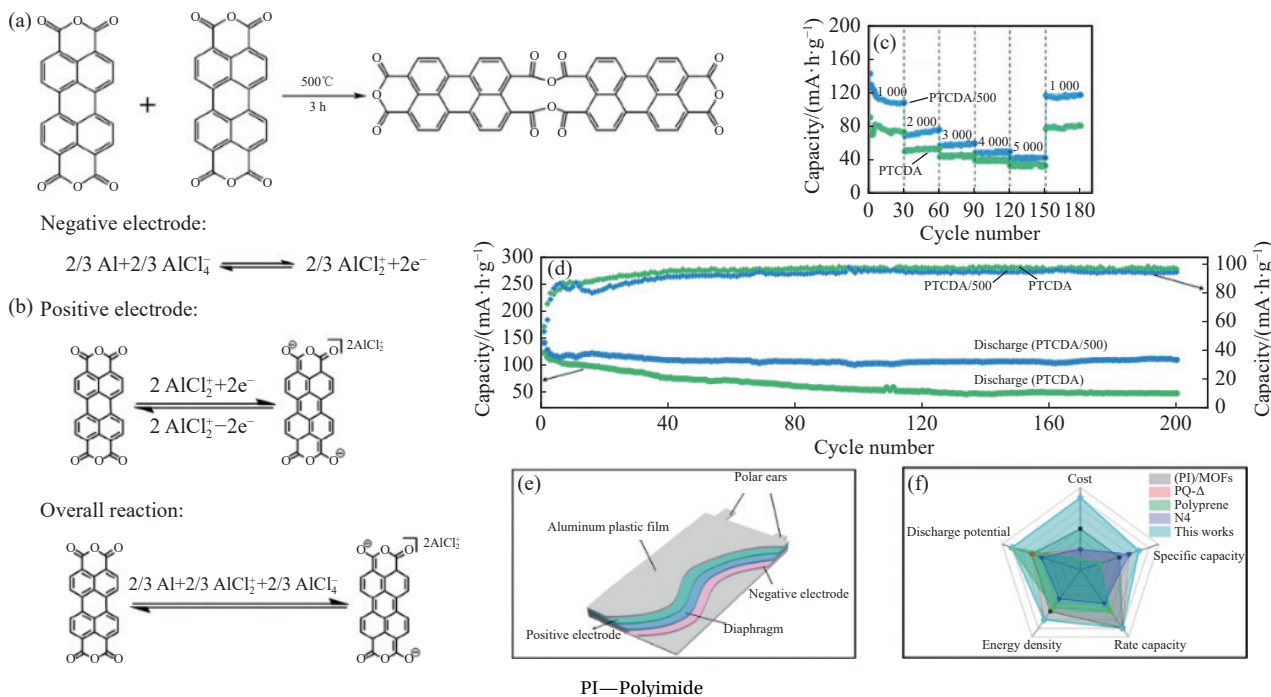 (a)
O O O
O O O
O O O
O O O
+
500℃
3 h
O O O O O
O O
O O O O O
Negative electrode:
2/3 Al+2/3 AlCl₄⁻ ⇌ 2/3 AlCl₂⁺+2e⁻
(b) Positive electrode:
O O O
O O O
2 AlCl₂⁺+2e⁻
2 AlCl₂⁺−2e⁻
O⊖ O O
O O O⊖
2AlCl₂⁺
Overall reaction:
O O O
O O O
2/3 Al+2/3 AlCl₂⁺+2/3 AlCl₄⁻
O⊖ O O
O O O⊖
2AlCl₂⁺
(c)
Capacity/(mA·h·g⁻¹)
200
160
120
80
40
0
1 000
PTCDA/500
2 000
3 000
4 000
5 000
1 000
PTCDA
0 30 60 90 120 150 180
Cycle number
(d)
Capacity/(mA·h·g⁻¹)
300
250
200
150
100
50
PTCDA/500
PTCDA
Discharge (PTCDA/500)
Discharge (PTCDA)
100
80
60
40
20
0
Capacity/(mA·h·g⁻¹)
0 40 80 120 160 200
Cycle number
(e)
Polar ears
Aluminum plastic film
Negative electrode
Diaphragm
Positive electrode
(f)
Cost
(PI)/MOFs
PQ-Δ
Polyprene
N4
This works
Discharge potential
Specific capacity
Energy density
Rate capacity
PI—Polyimide